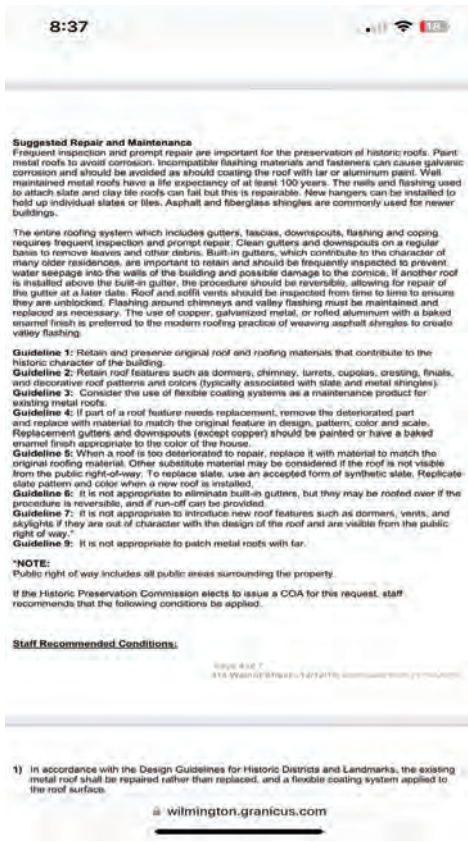 8:37
18
Suggested Repair and Maintenance
Frequent inspection and prompt repair are important for the preservation of historic roofs. Paint
metal roofs to avoid corrosion. Incompatible flashing materials and fasteners can cause galvanic
corrosion and should be avoided as should coating the roof with tar or aluminum paint. Well
maintained metal roofs have a life expectancy of at least 100 years. The nails and flashing used
to attach slate and clay tile roofs can fail but this is repairable. New hangers can be installed to
hold up individual slates or tiles. Asphalt and fiberglass shingles are commonly used for newer
buildings.
The entire roofing system which includes gutters, fascias, downspouts, flashing and coping
requires frequent inspection and prompt repair. Clean gutters and downspouts on a regular
basis to remove leaves and other debris. Built-in gutters, which contribute to the character of
many older residences, are important to retain and should be frequently inspected to prevent
water seepage into the walls of the building and possible damage to the cornice. If another roof
is installed above the built-in gutter, the procedure should be reversible, allowing for repair of
the gutter at a later date. Roof and soffit vents should be inspected from time to time to ensure
they are unblocked. Flashing around chimneys and valley flashing must be maintained and
replaced as necessary. The use of copper, galvanized metal, or rolled aluminum with a baked
enamel finish is preferred to the modern roofing practice of weaving asphalt shingles to create
valley flashing.
Guideline 1: Retain and preserve original roof and roofing materials that contribute to the
historic character of the building.
Guideline 2: Retain roof features such as dormers, chimney, turrets, cupolas, cresting, finials,
and decorative roof patterns and colors (typically associated with slate and metal shingles).
Guideline 3: Consider the use of flexible coating systems as a maintenance product for
existing metal roofs.
Guideline 4: If part of a roof feature needs replacement, remove the deteriorated part
and replace with material to match the original feature in design, pattern, color and scale.
Replacement gutters and downspouts (except copper) should be painted or have a baked
enamel finish appropriate to the color of the house.
Guideline 5: When a roof is too deteriorated to repair, replace it with material to match the
original roofing material. Other substitute material may be considered if the roof is not visible
from the public right-of-way. To replace slate, use an accepted form of synthetic slate. Replicate
slate pattern and color when a new roof is installed.
Guideline 6: It is not appropriate to eliminate built-in gutters, but they may be roofed over if the
procedure is reversible, and if run-off can be provided.
Guideline 7: It is not appropriate to introduce new roof features such as dormers, vents, and
skylights if they are out of character with the design of the roof and are visible from the public
right of way.*
Guideline 9: It is not appropriate to patch metal roofs with tar.
*NOTE:
Public right of way includes all public areas surrounding the property.
If the Historic Preservation Commission elects to issue a COA for this request, staff
recommends that the following conditions be applied.
Staff Recommended Conditions:
Page 4 of 7
Walnut Street
1) In accordance with the Design Guidelines for Historic Districts and Landmarks, the existing
metal roof shall be repaired rather than replaced, and a flexible coating system applied to
the roof surface.
wilmington.granicus.com